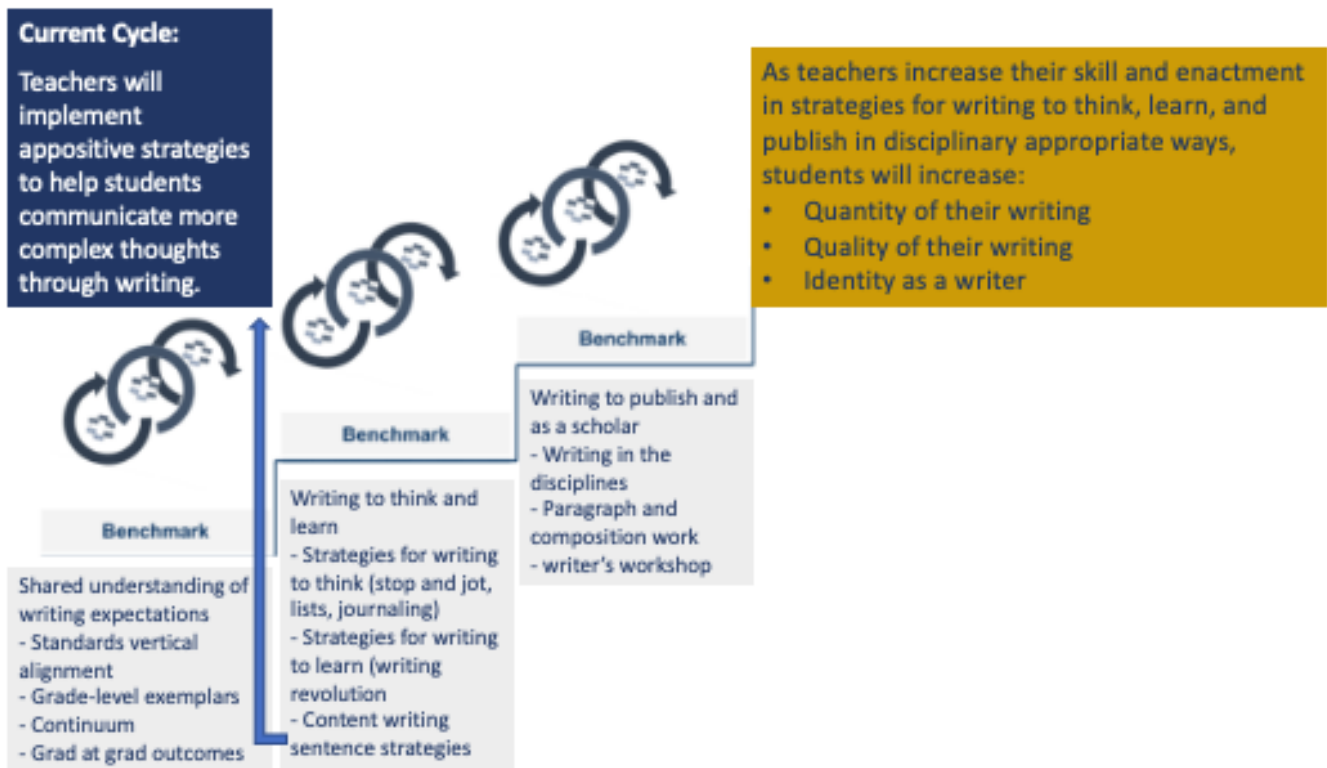 Current Cycle:
Teachers will
implement
appositive strategies
to help students
communicate more
complex thoughts
through writing.
As teachers increase their skill and enactment
in strategies for writing to think, learn, and
publish in disciplinary appropriate ways,
students will increase:
• Quantity of their writing
• Quality of their writing
• Identity as a writer
Benchmark
Shared understanding of
writing expectations
- Standards vertical
alignment
- Grade-level exemplars
- Continuum
- Grad at grad outcomes
Benchmark
Writing to think and
learn
- Strategies for writing
to think (stop and jot,
lists, journaling)
- Strategies for writing
to learn (writing
revolution
- Content writing
sentence strategies
Benchmark
Writing to publish and
as a scholar
- Writing in the
disciplines
- Paragraph and
composition work
- writer's workshop